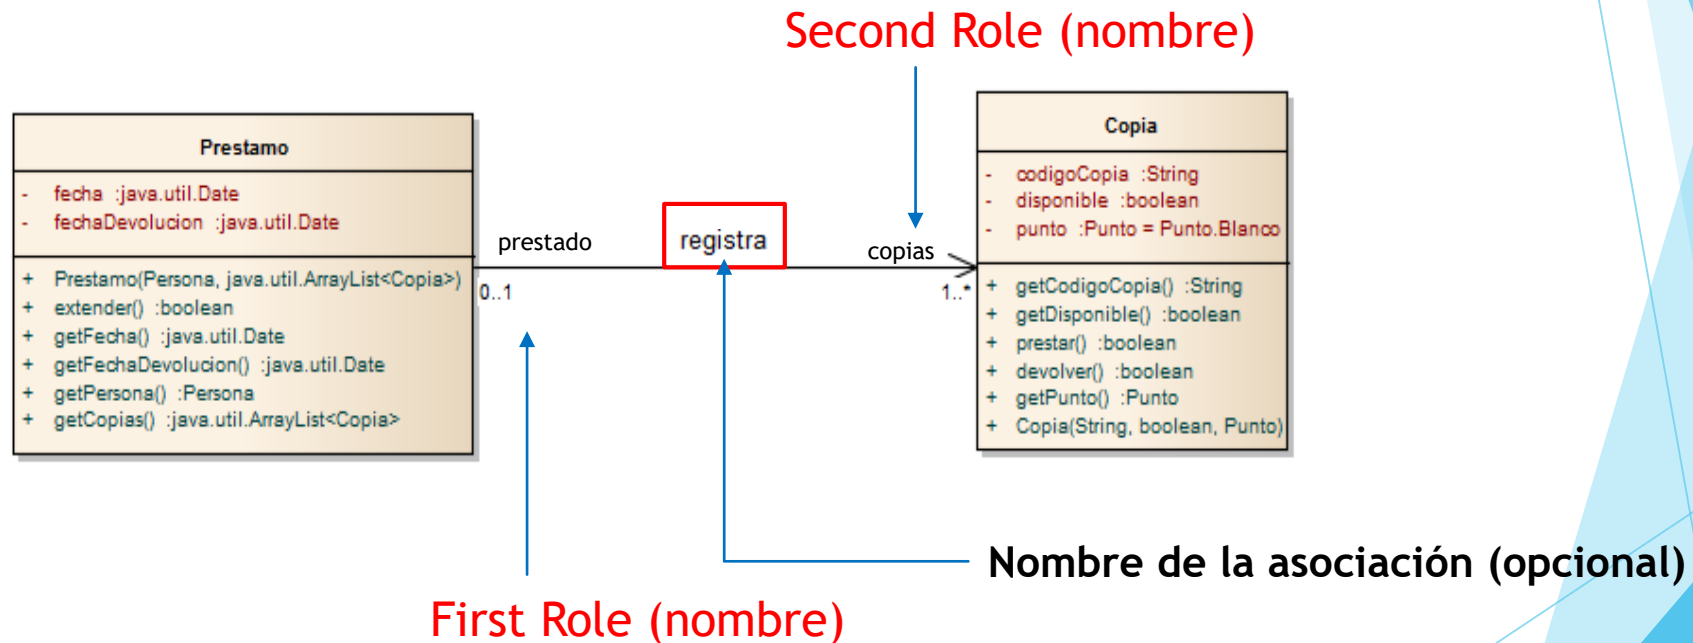 Second Role (nombre)
Prestamo
- fecha :java.util.Date
- fechaDevolucion :java.util.Date
+ Prestamo(Persona, java.util.ArrayList<Copia>)
+ extender() :boolean
+ getFecha() :java.util.Date
+ getFechaDevolucion() :java.util.Date
+ getPersona() :Persona
+ getCopias() :java.util.ArrayList<Copia>
prestado
0..1
registra
copias
1..*
Copia
- codigoCopia :String
- disponible :boolean
- punto :Punto = Punto.Blanco
+ getCodigoCopia() :String
+ getDisponible() :boolean
+ prestar() :boolean
+ devolver() :boolean
+ getPunto() :Punto
+ Copia(String, boolean, Punto)
Nombre de la asociación (opcional)
First Role (nombre)